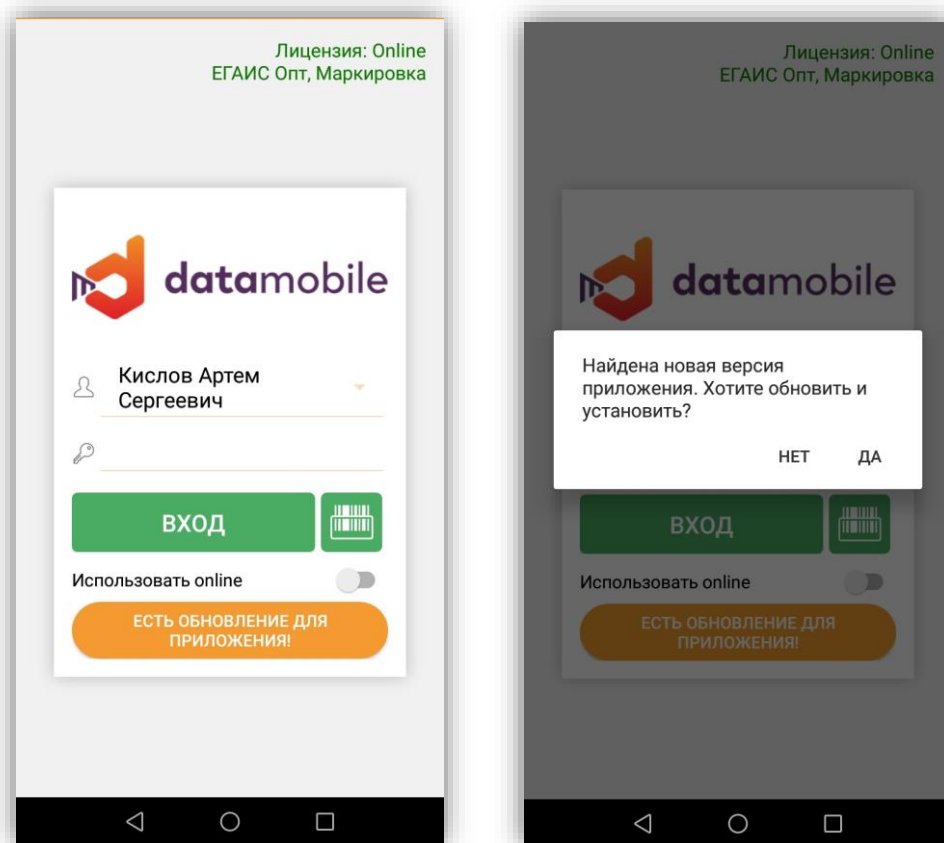 Лицензия: Online
ЕГАИС Опт, Маркировка
datamobile
Кислов Артем
Сергеевич
ВХОД
Использовать online
ЕСТЬ ОБНОВЛЕНИЕ ДЛЯ
ПРИЛОЖЕНИЯ!
Лицензия: Online
ЕГАИС Опт, Маркировка
datamobile
Найдена новая версия
приложения. Хотите обновить и
установить?
НЕТ ДА
ВХОД
Использовать online
ЕСТЬ ОБНОВЛЕНИЕ ДЛЯ
ПРИЛОЖЕНИЯ!